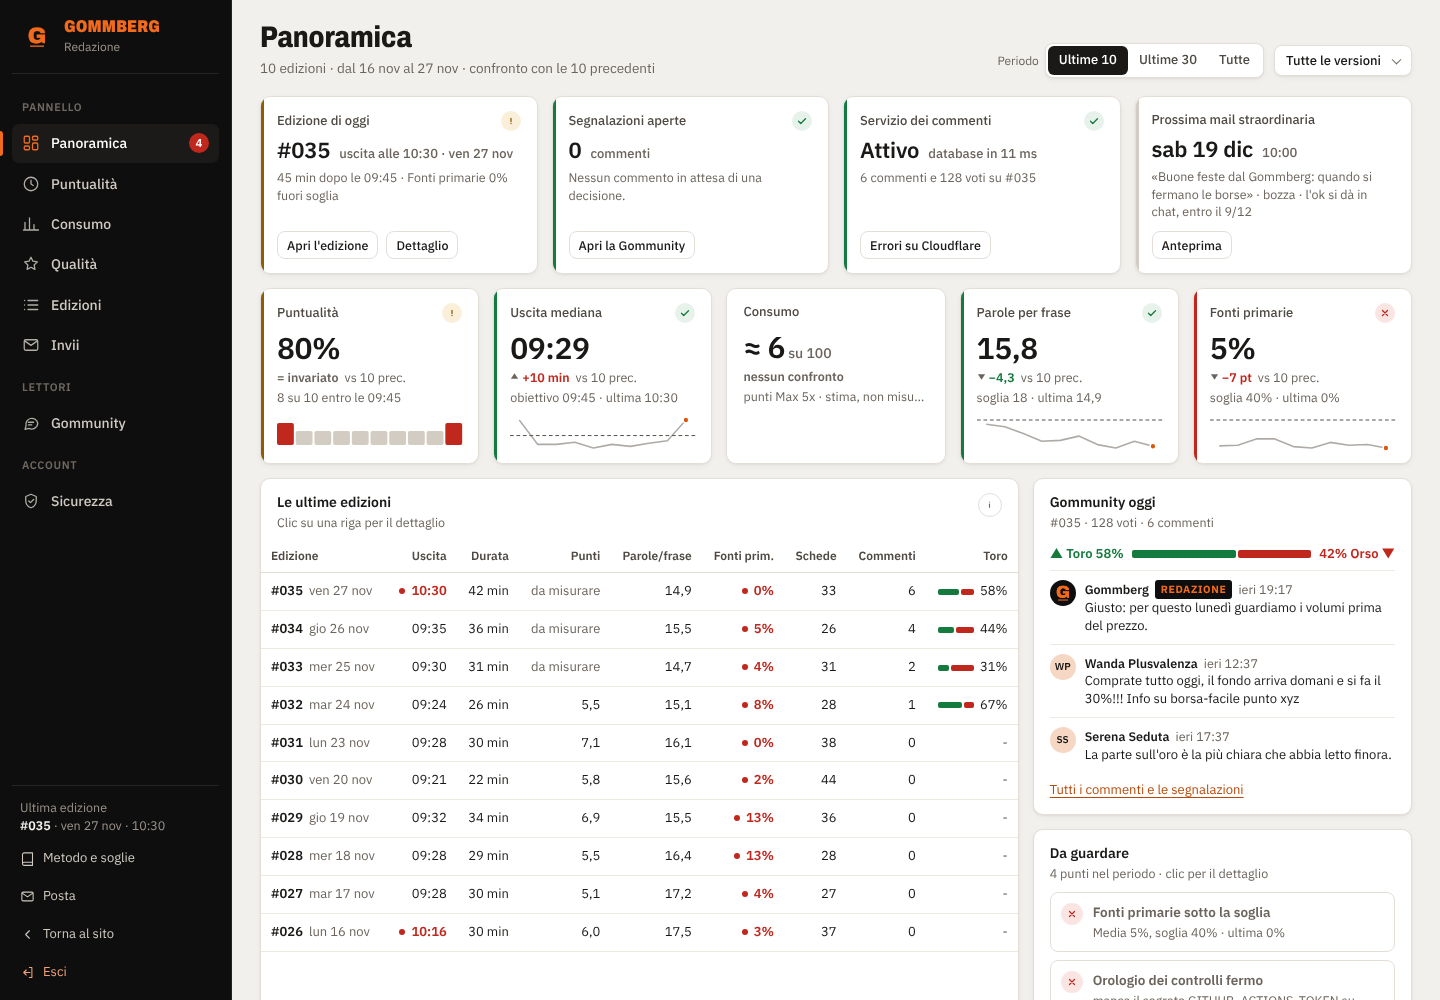 G GOMMBERG
Redazione
PANNELLO
Panoramica 4
Puntualità
Consumo
Qualità
Edizioni
Invii
LETTORI
Gommunity
ACCOUNT
Sicurezza
Ultima edizione
#035 · ven 27 nov · 10:30
Metodo e soglie
Posta
Torna al sito
Esci
Panoramica
10 edizioni · dal 16 nov al 27 nov · confronto con le 10 precedenti
Periodo Ultime 10 Ultime 30 Tutte Tutte le versioni
Edizione di oggi !
#035 uscita alle 10:30 · ven 27 nov
45 min dopo le 09:45 · Fonti primarie 0%
fuori soglia
Apri l'edizione Dettaglio
Segnalazioni aperte
0 commenti
Nessun commento in attesa di una
decisione.
Apri la Gommunity
Servizio dei commenti
Attivo database in 11 ms
6 commenti e 128 voti su #035
Errori su Cloudflare
Prossima mail straordinaria
sab 19 dic 10:00
«Buone feste dal Gommberg: quando si
fermano le borse» · bozza · l'ok si dà in
chat, entro il 9/12
Anteprima
Puntualità !
80%
= invariato vs 10 prec.
8 su 10 entro le 09:45
Uscita mediana
09:29
▲ +10 min vs 10 prec.
obiettivo 09:45 · ultima 10:30
Consumo
≈ 6 su 100
nessun confronto
punti Max 5x · stima, non misu...
Parole per frase
15,8
▼ −4,3 vs 10 prec.
soglia 18 · ultima 14,9
Fonti primarie
5%
▼ −7 pt vs 10 prec.
soglia 40% · ultima 0%
Le ultime edizioni i
Clic su una riga per il dettaglio
Edizione Uscita Durata Punti Parole/frase Fonti prim. Schede Commenti Toro
#035 ven 27 nov 10:30 42 min da misurare 14,9 0% 33 6 58%
#034 gio 26 nov 09:35 36 min da misurare 15,5 5% 26 4 44%
#033 mer 25 nov 09:30 31 min da misurare 14,7 4% 31 2 31%
#032 mar 24 nov 09:24 26 min 5,5 15,1 8% 28 1 67%
#031 lun 23 nov 09:28 30 min 7,1 16,1 0% 38 0 -
#030 ven 20 nov 09:21 22 min 5,8 15,6 2% 44 0 -
#029 gio 19 nov 09:32 34 min 6,9 15,5 13% 36 0 -
#028 mer 18 nov 09:28 29 min 5,5 16,4 13% 28 0 -
#027 mar 17 nov 09:28 30 min 5,1 17,2 4% 27 0 -
#026 lun 16 nov 10:16 30 min 6,0 17,5 3% 37 0 -
Gommunity oggi
#035 · 128 voti · 6 commenti
▲ Toro 58% 42% Orso ▼
G Gommberg REDAZIONE ieri 19:17
Giusto: per questo lunedì guardiamo i volumi prima
del prezzo.
WP Wanda Plusvalenza ieri 12:37
Comprate tutto oggi, il fondo arriva domani e si fa il
30%!!! Info su borsa-facile punto xyz
SS Serena Seduta ieri 17:37
La parte sull'oro è la più chiara che abbia letto finora.
Tutti i commenti e le segnalazioni
Da guardare
4 punti nel periodo · clic per il dettaglio
Fonti primarie sotto la soglia
Media 5%, soglia 40% · ultima 0%
Orologio dei controlli fermo
manca il segreto GITHUB_ACTIONS_TOKEN su